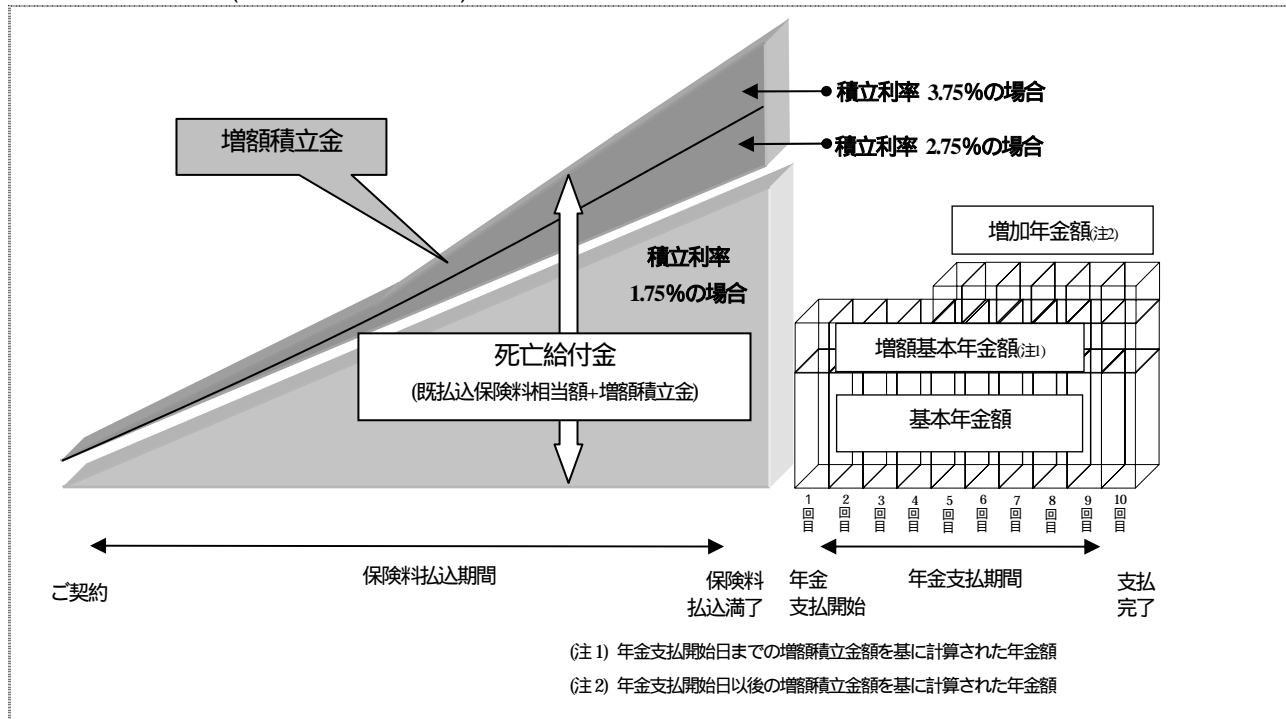 積立利率 3.75%の場合
増額積立金
積立利率 2.75%の場合
増加年金額(注2)
積立利率
1.75%の場合
死亡給付金
(既払込保険料相当額+増額積立金)
増額基本年金額(注1)
基本年金額
1回目
2回目
3回目
4回目
5回目
6回目
7回目
8回目
9回目
10回目
ご契約
保険料払込期間
保険料
払込満了
年金
支払開始
年金支払期間
支払
完了
(注1) 年金支払開始日までの増額積立金額を基に計算された年金額
(注2) 年金支払開始日以後の増額積立金額を基に計算された年金額